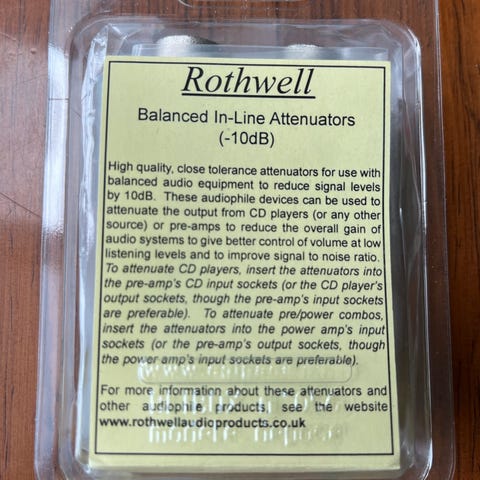 Rothwell
Balanced In-Line Attenuators
(-10dB)
High quality, close tolerance attenuators for use with
balanced audio equipment to reduce signal levels
by 10dB. These audiophile devices can be used to
attenuate the output from CD players (or any other
source) or pre-amps to reduce the overall gain of
audio systems to give better control of volume at low
listening levels and to improve signal to noise ratio.
To attenuate CD players, insert the attenuators into
the pre-amp's CD input sockets (or the CD player's
output sockets, though the pre-amp's input sockets
are preferable). To attenuate pre/power combos,
insert the attenuators into the power amp's input
sockets (or the pre-amp's output sockets, though
the power amp's input sockets are preferable).
For more information about these attenuators and
other audiophile products, see the website
www.rothwellaudioproducts.co.uk